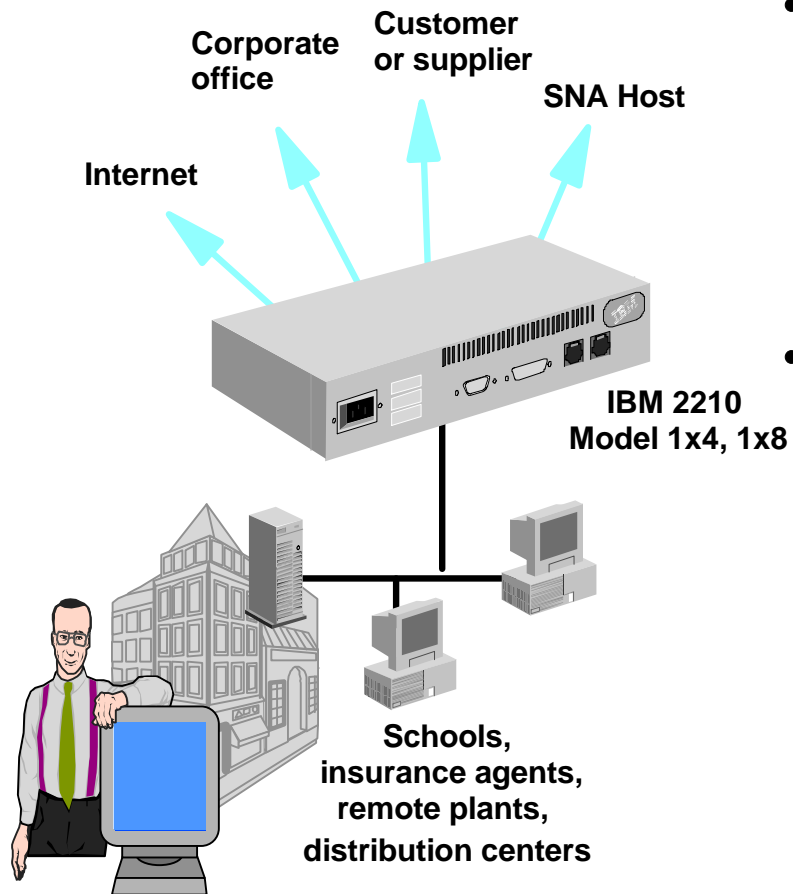 Corporate
office
Customer
or supplier
SNA Host
Internet
IBM 2210
Model 1x4, 1x8
Schools,
insurance agents,
remote plants,
distribution centers